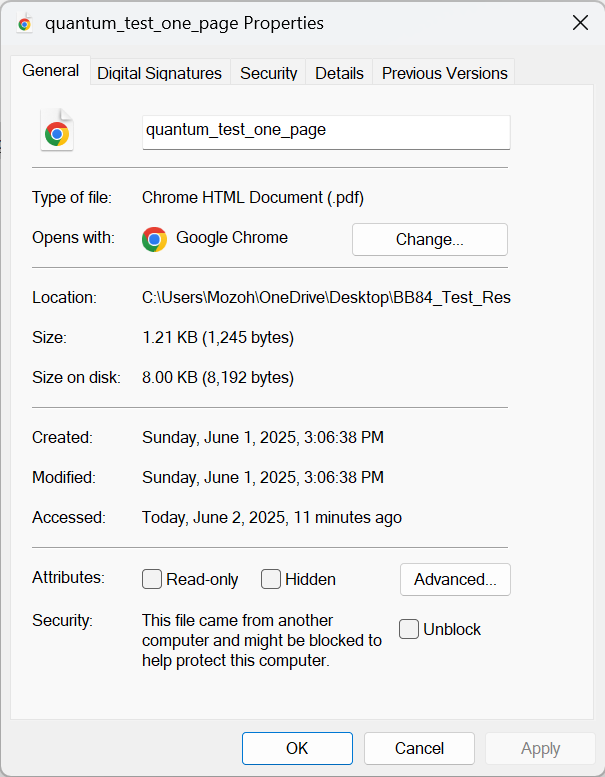 quantum_test_one_page Properties
General Digital Signatures Security Details Previous Versions
quantum_test_one_page
Type of file: Chrome HTML Document (.pdf)
Opens with: Google Chrome Change...
Location: C:\Users\Mozoh\OneDrive\Desktop\BB84_Test_Res
Size: 1.21 KB (1,245 bytes)
Size on disk: 8.00 KB (8,192 bytes)
Created: Sunday, June 1, 2025, 3:06:38 PM
Modified: Sunday, June 1, 2025, 3:06:38 PM
Accessed: Today, June 2, 2025, 11 minutes ago
Attributes: Read-only Hidden Advanced...
Security: This file came from another
computer and might be blocked to
help protect this computer.
Unblock
OK Cancel Apply